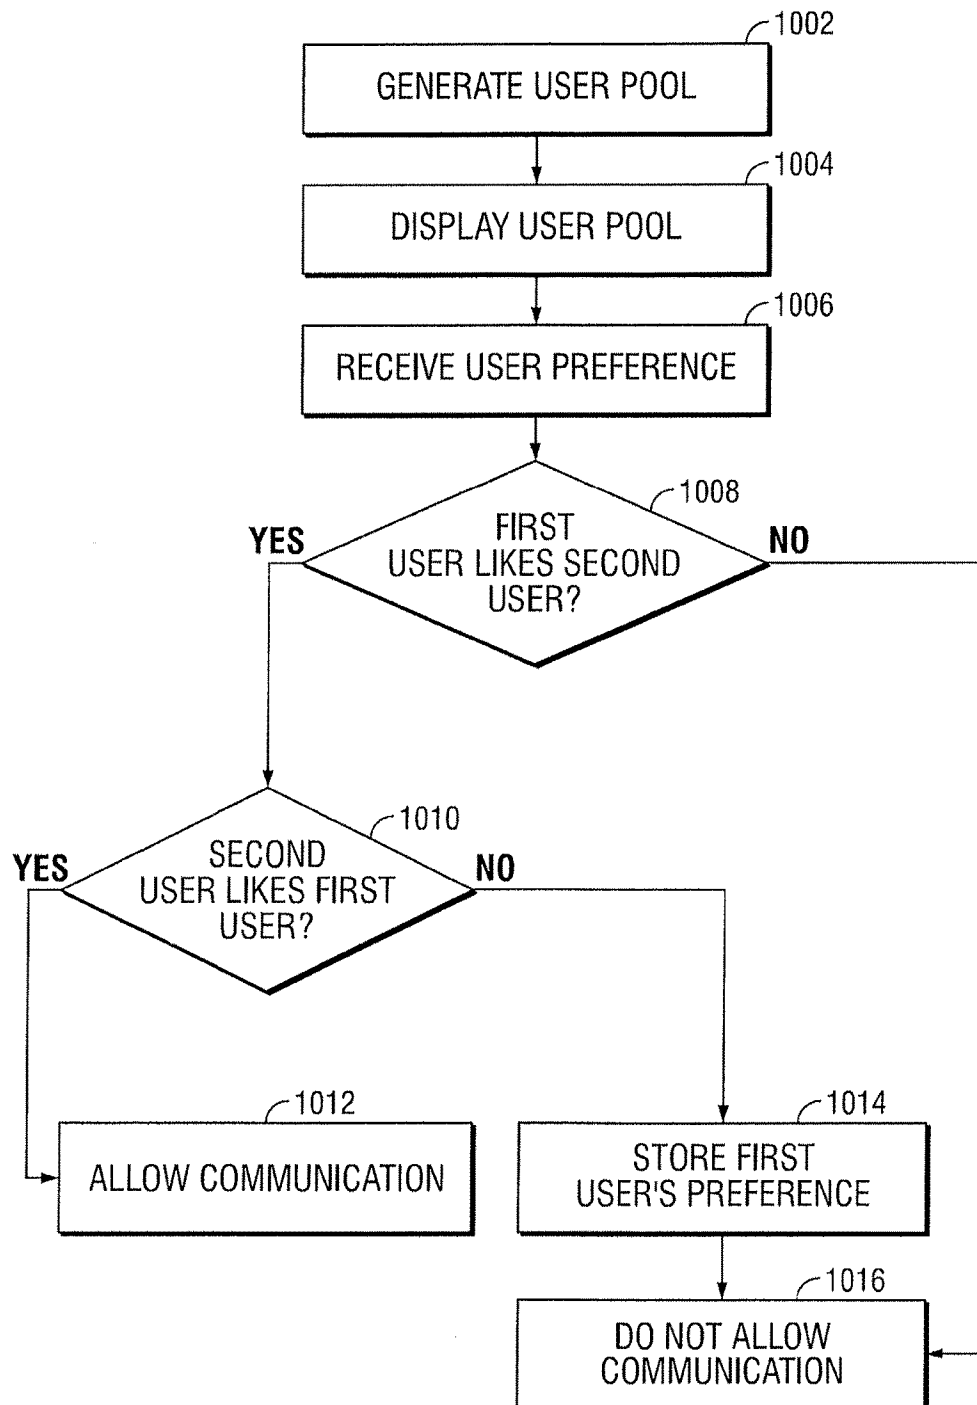 1002
GENERATE USER POOL
1004
DISPLAY USER POOL
1006
RECEIVE USER PREFERENCE
1008
YES
FIRST
USER LIKES SECOND
USER?
NO
1010
YES
SECOND
USER LIKES FIRST
USER?
NO
1012
ALLOW COMMUNICATION
1014
STORE FIRST
USER'S PREFERENCE
1016
DO NOT ALLOW
COMMUNICATION